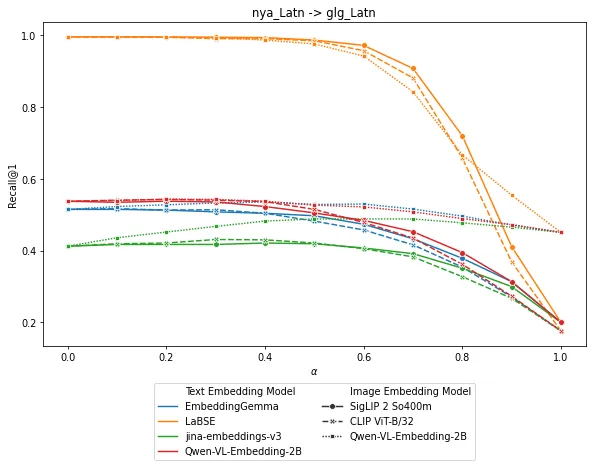 nya_Latn -> glg_Latn
Recall@1
1.0
0.8
0.6
0.4
0.2
0.0 0.2 0.4 0.6 0.8 1.0
α
Text Embedding Model
EmbeddingGemma
LaBSE
jina-embeddings-v3
Qwen-VL-Embedding-2B
Image Embedding Model
SigLIP 2 So400m
CLIP ViT-B/32
Qwen-VL-Embedding-2B